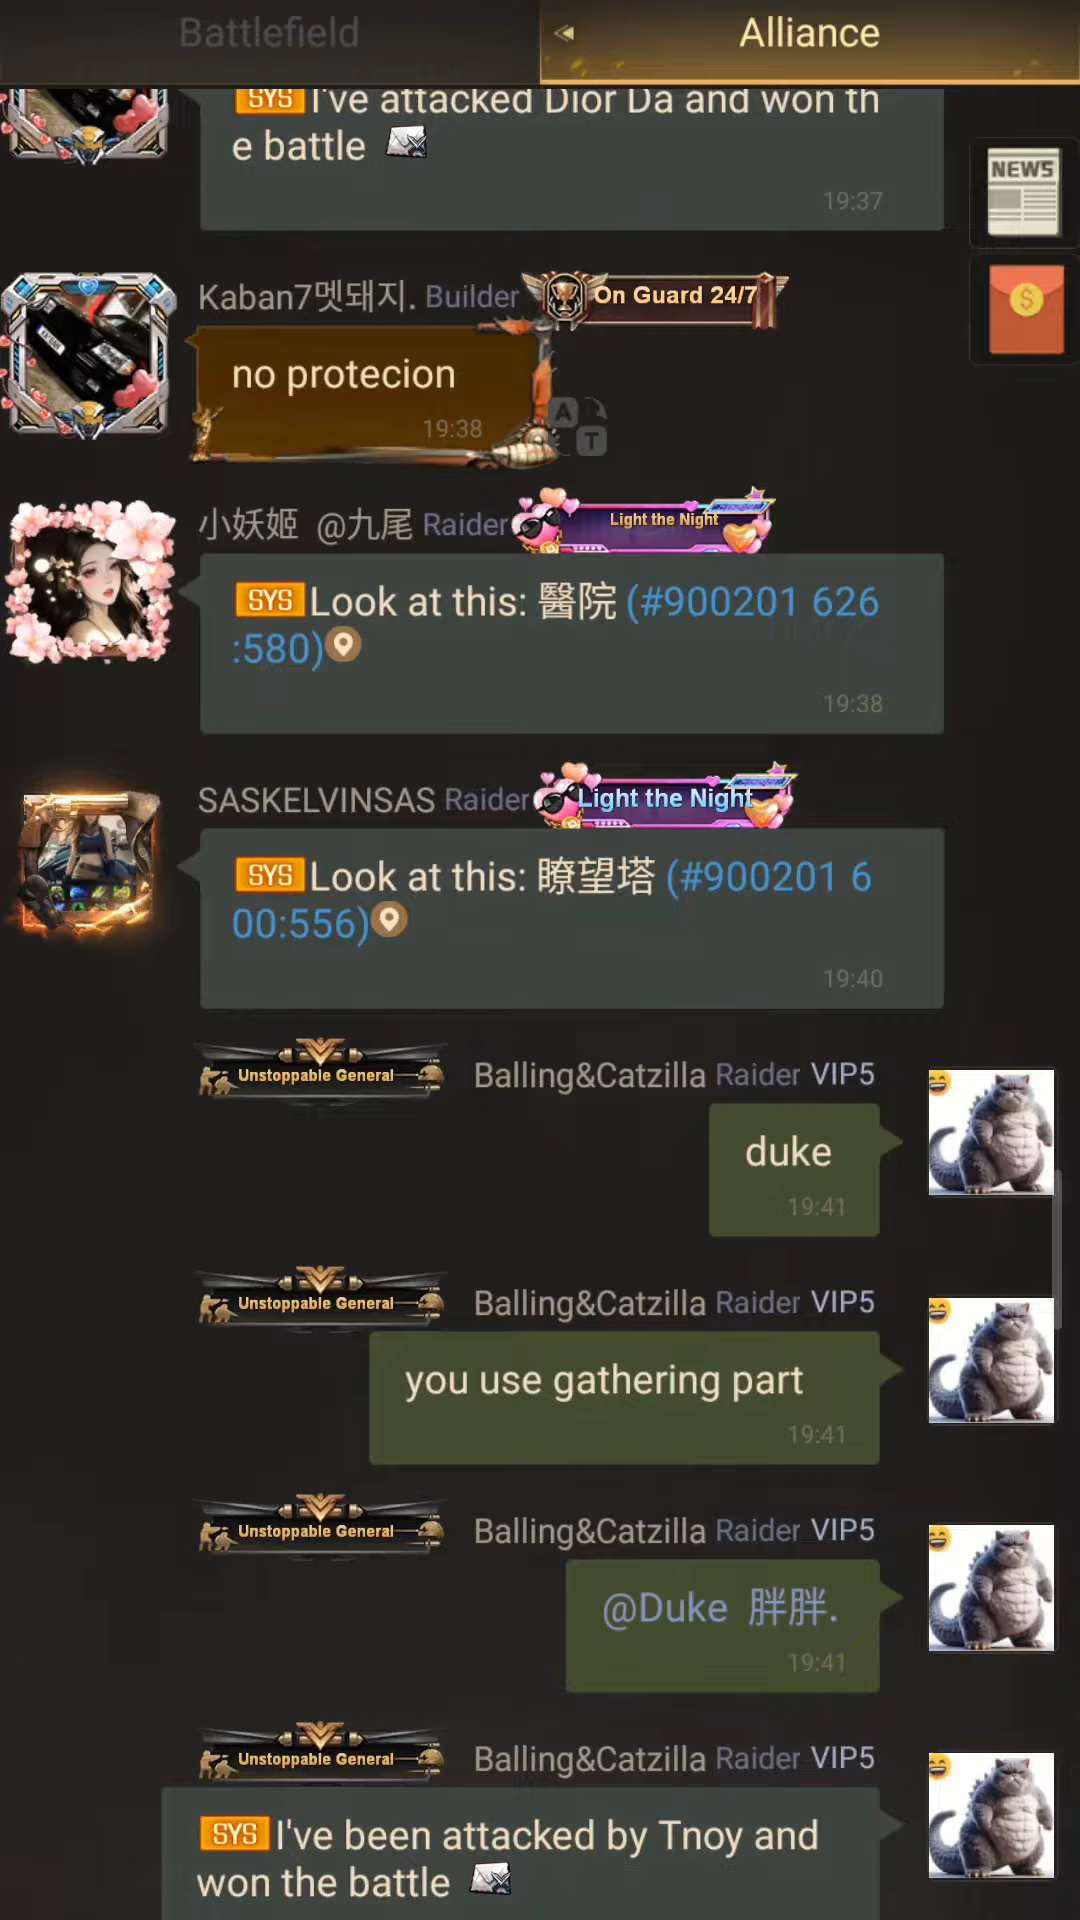 Battlefield
Alliance
SYS I've attacked Dior Da and won th
e battle
19:37
NEWS
Kaban7멧돼지. Builder On Guard 24/7
no protecion
19:38
A
T
小妖姬 @九尾 Raider Light the Night
SYS Look at this: 醫院 (#900201 626
:580)
19:38
SASKELVINSAS Raider Light the Night
SYS Look at this: 瞭望塔 (#900201 6
00:556)
19:40
Unstoppable General Balling&Catzilla Raider VIP5
duke
19:41
Unstoppable General Balling&Catzilla Raider VIP5
you use gathering part
19:41
Unstoppable General Balling&Catzilla Raider VIP5
@Duke 胖胖.
19:41
Unstoppable General Balling&Catzilla Raider VIP5
SYS I've been attacked by Tnoy and
won the battle